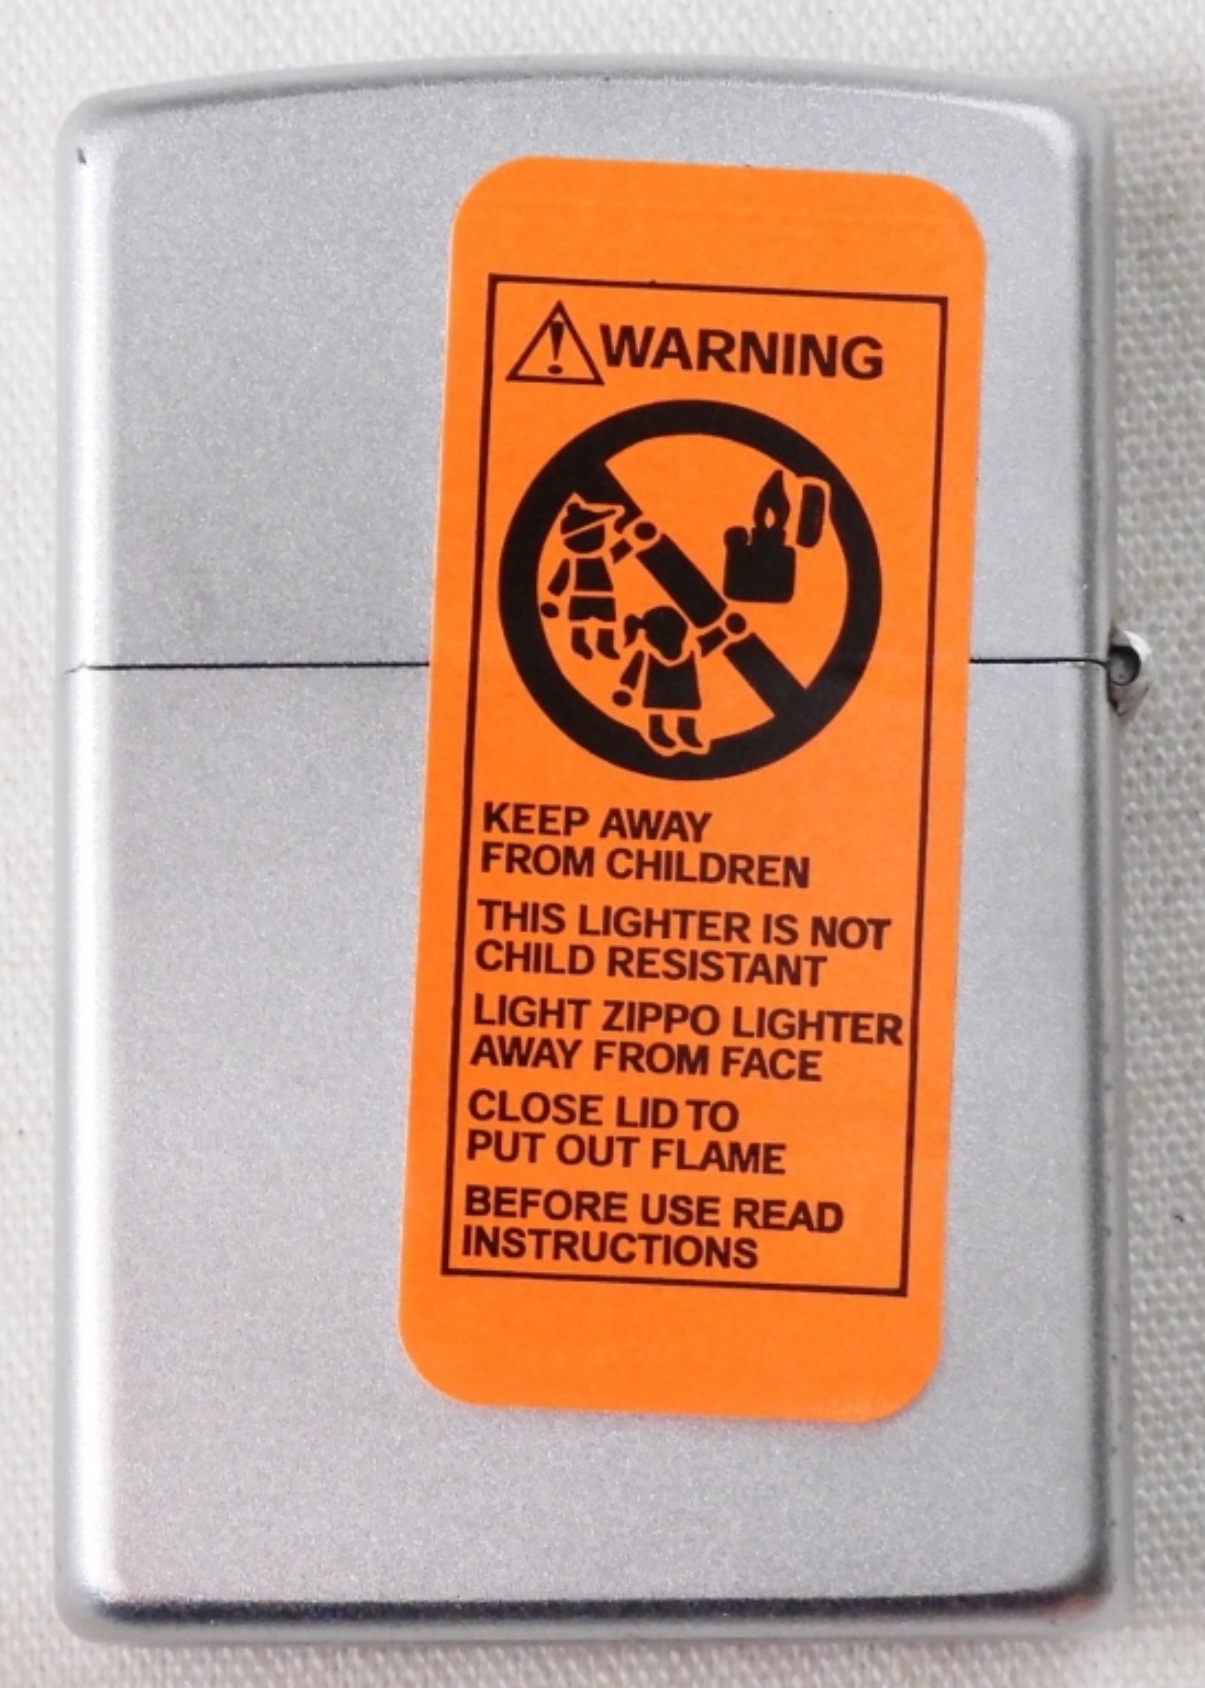 WARNING
KEEP AWAY
FROM CHILDREN
THIS LIGHTER IS NOT
CHILD RESISTANT
LIGHT ZIPPO LIGHTER
AWAY FROM FACE
CLOSE LID TO
PUT OUT FLAME
BEFORE USE READ
INSTRUCTIONS